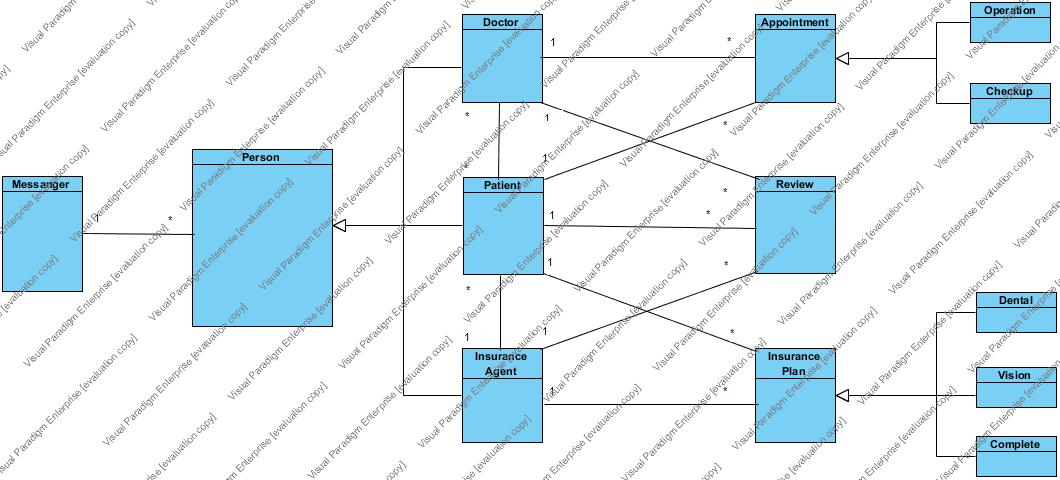 Doctor
Appointment
Operation
1
*
Checkup
*
1
*
Person
1
Messanger
Patient
Review
*
1
*
1
*
1
*
*
Dental
1
1
*
Insurance
Agent
Insurance
Plan
Vision
1
*
Complete
Visual Paradigm Enterprise [evaluation copy]